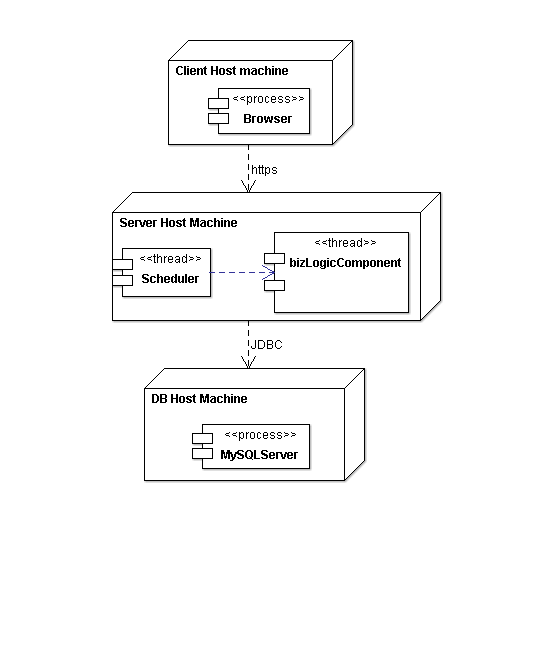 Client Host machine
<<process>>
Browser
https
Server Host Machine
<<thread>>
Scheduler
<<thread>>
bizLogicComponent
JDBC
DB Host Machine
<<process>>
MySQLServer